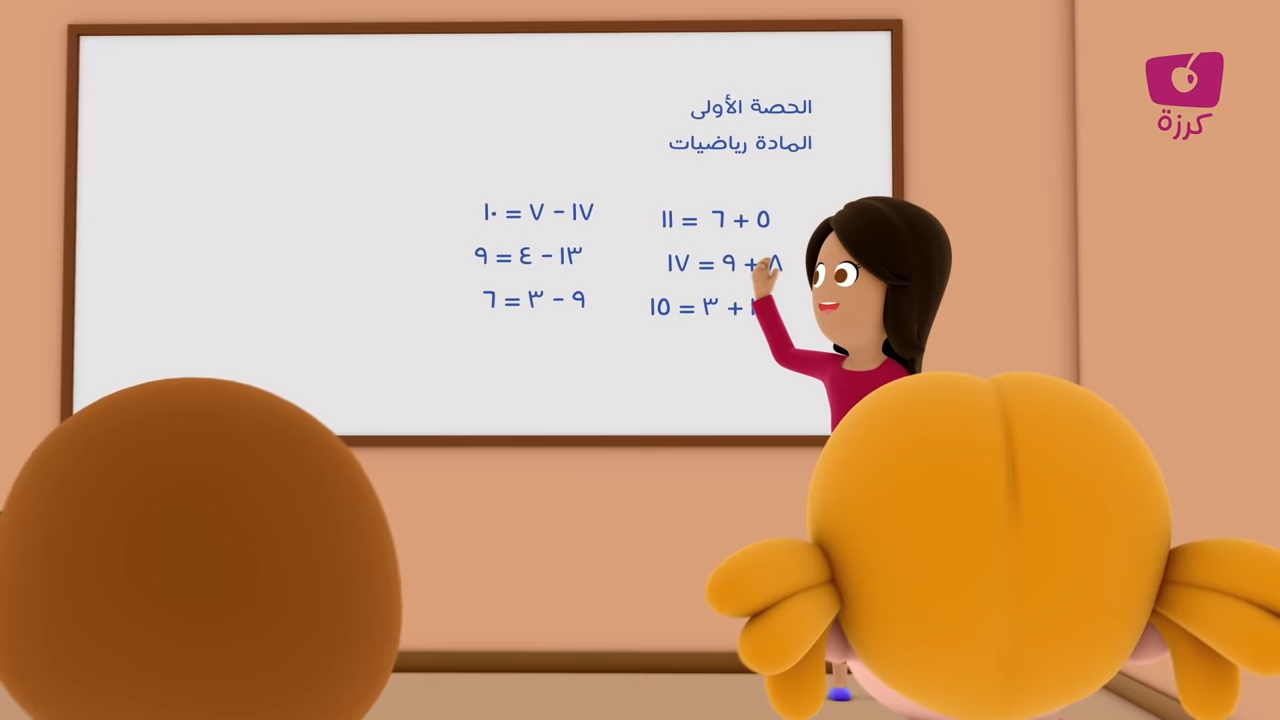 الحصة الأولى
المادة رياضيات
٥ + ٦ = ١١
٨ + ٩ = ١٧
+ ٣ = ١٥
١٧ - ٧ = ١٠
١٣ - ٤ = ٩
٩ - ٣ = ٦
كرزة